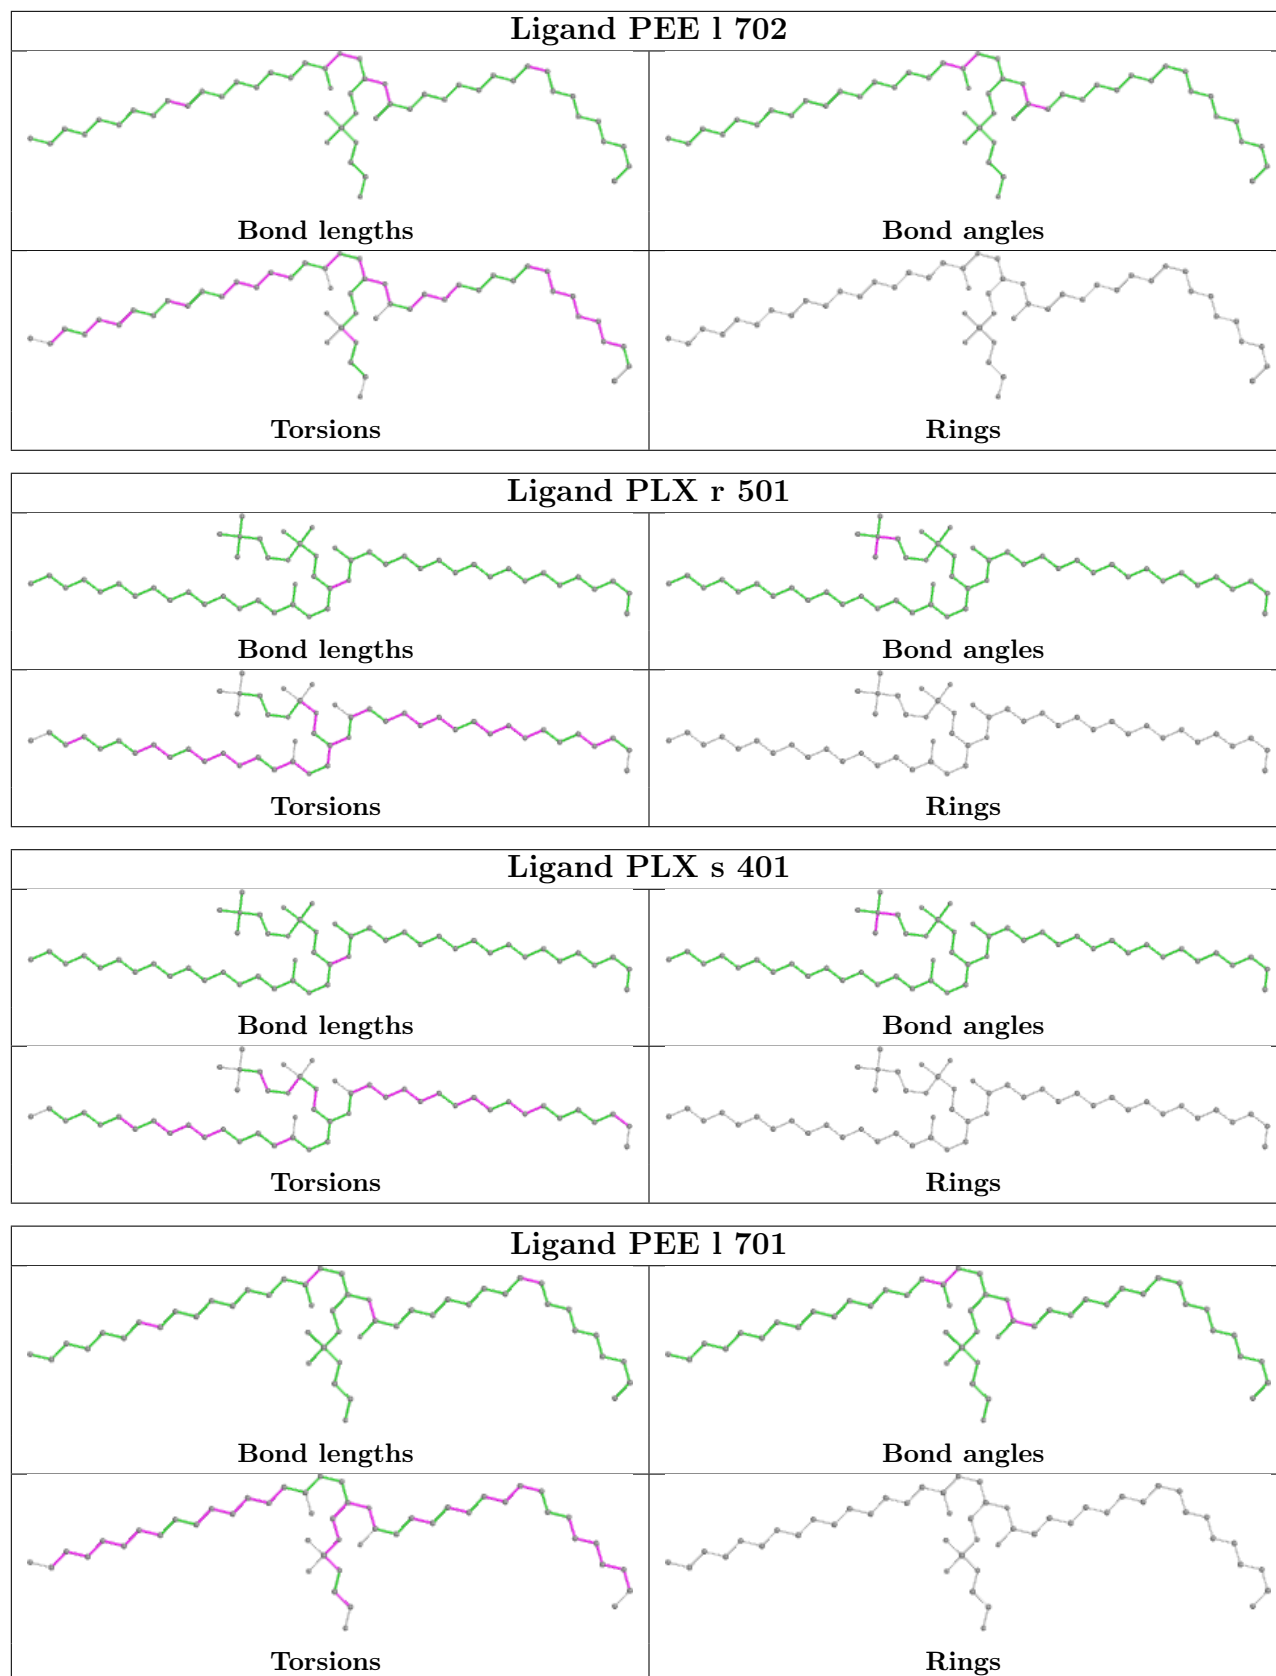 Ligand PEE l 702
Bond lengths
Bond angles
Torsions
Rings
Ligand PLX r 501
Bond lengths
Bond angles
Torsions
Rings
Ligand PLX s 401
Bond lengths
Bond angles
Torsions
Rings
Ligand PEE l 701
Bond lengths
Bond angles
Torsions
Rings